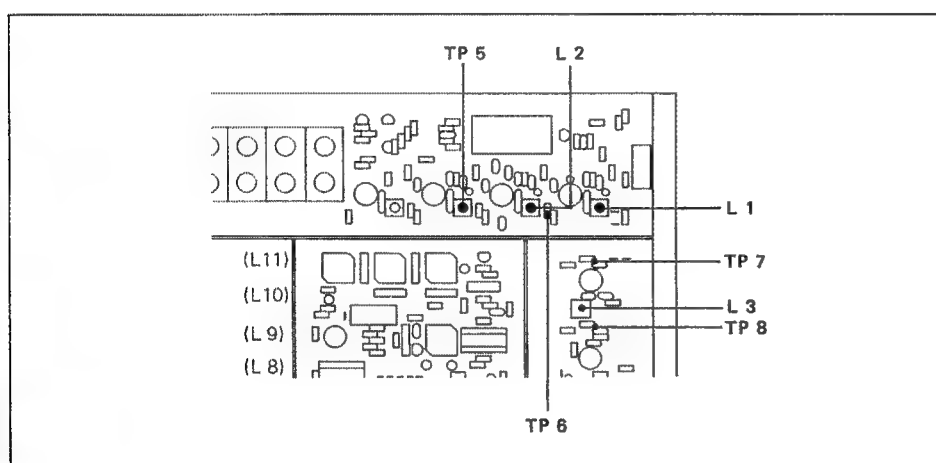 TP 5
L 2
L 1
(L11)
TP 7
(L10)
L 3
(L 9)
TP 8
(L 8)
TP 6